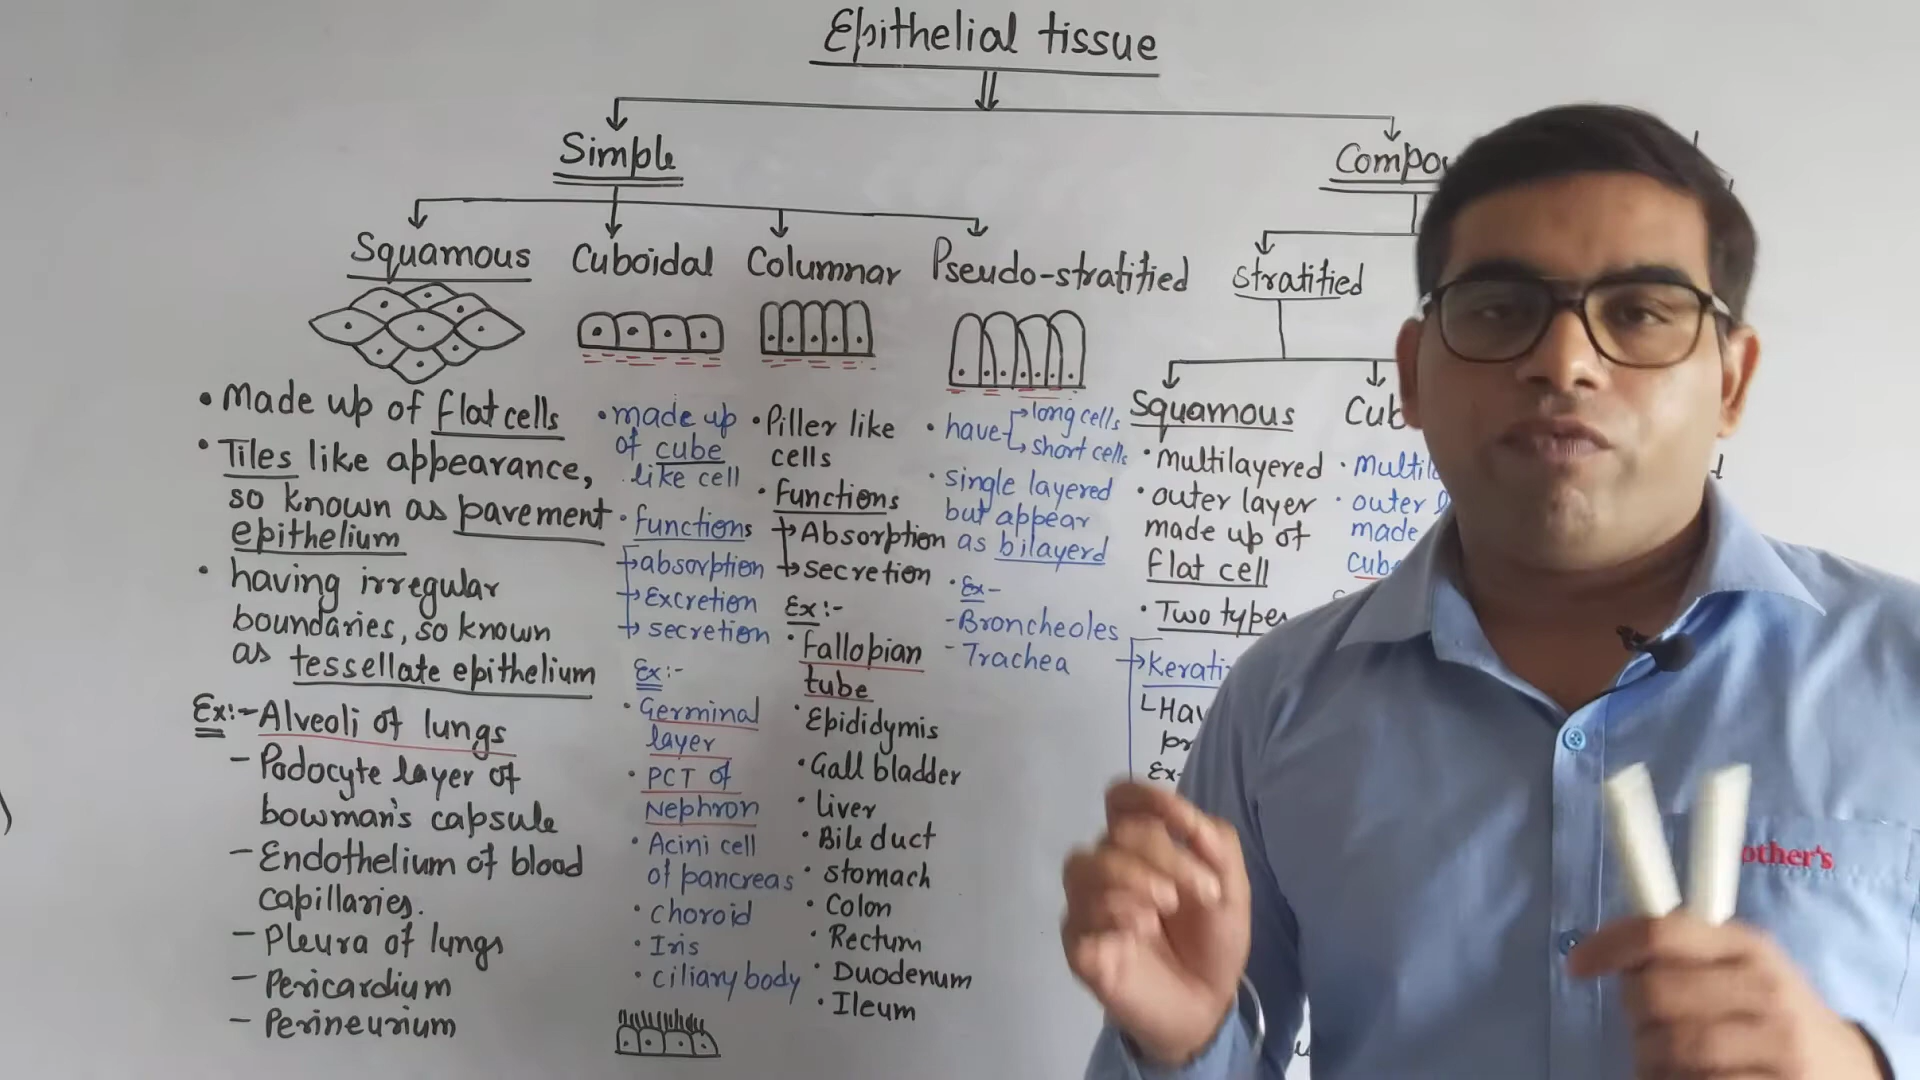 Epithelial tissue
Simple
Squamous
Cuboidal
Columnar
Pseudo-stratified
• Made up of flat cells
• Tiles like appearance,
so known as pavement
epithelium
• having irregular
boundaries, so known
as tessellate epithelium
Ex:- Alveoli of lungs
- Podocyte layer of
bowman's capsule
- Endothelium of blood
capillaries.
- Pleura of lungs
- Pericardium
- Perineurium
• made up
of cube
like cell
• functions
absorption
Excretion
secretion
Ex:-
• Germinal
layer
• PCT of
Nephron
• Acini cell
of pancreas
• choroid
• Iris
• ciliary body
• Piller like
cells
• functions
Absorption
secretion
Ex:-
• Fallopian
tube
• Epididymis
• Gall bladder
• liver
• Bile duct
• stomach
• Colon
• Rectum
• Duodenum
• Ileum
• have long cells
short cells
• single layered
but appear
as bilayerd
• Ex-
- Broncheoles
- Trachea
stratified
Squamous
• multilayered
• outer layer
made up of
flat cell
• Two types
Ex-
• outer
made